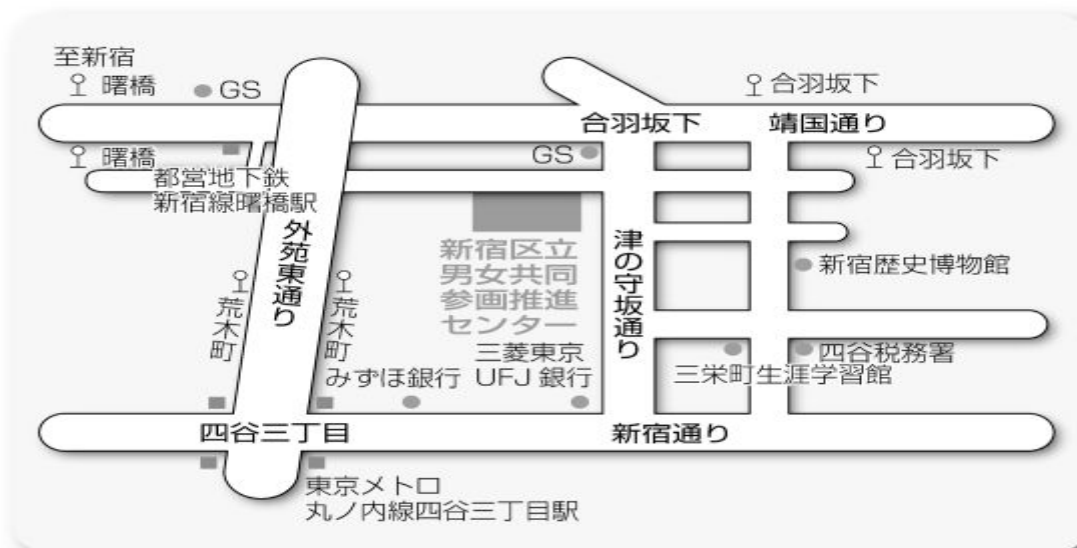 至新宿
曙橋
GS
合羽坂下
合羽坂下
靖国通り
曙橋
GS
合羽坂下
都営地下鉄
新宿線曙橋駅
外苑東通り
新宿区立
男女共同
参画推進
センター
津の守坂通り
新宿歴史博物館
荒木町
荒木町
三菱東京
UFJ 銀行
みずほ銀行
四谷税務署
三栄町生涯学習館
四谷三丁目
新宿通り
東京メトロ
丸ノ内線四谷三丁目駅